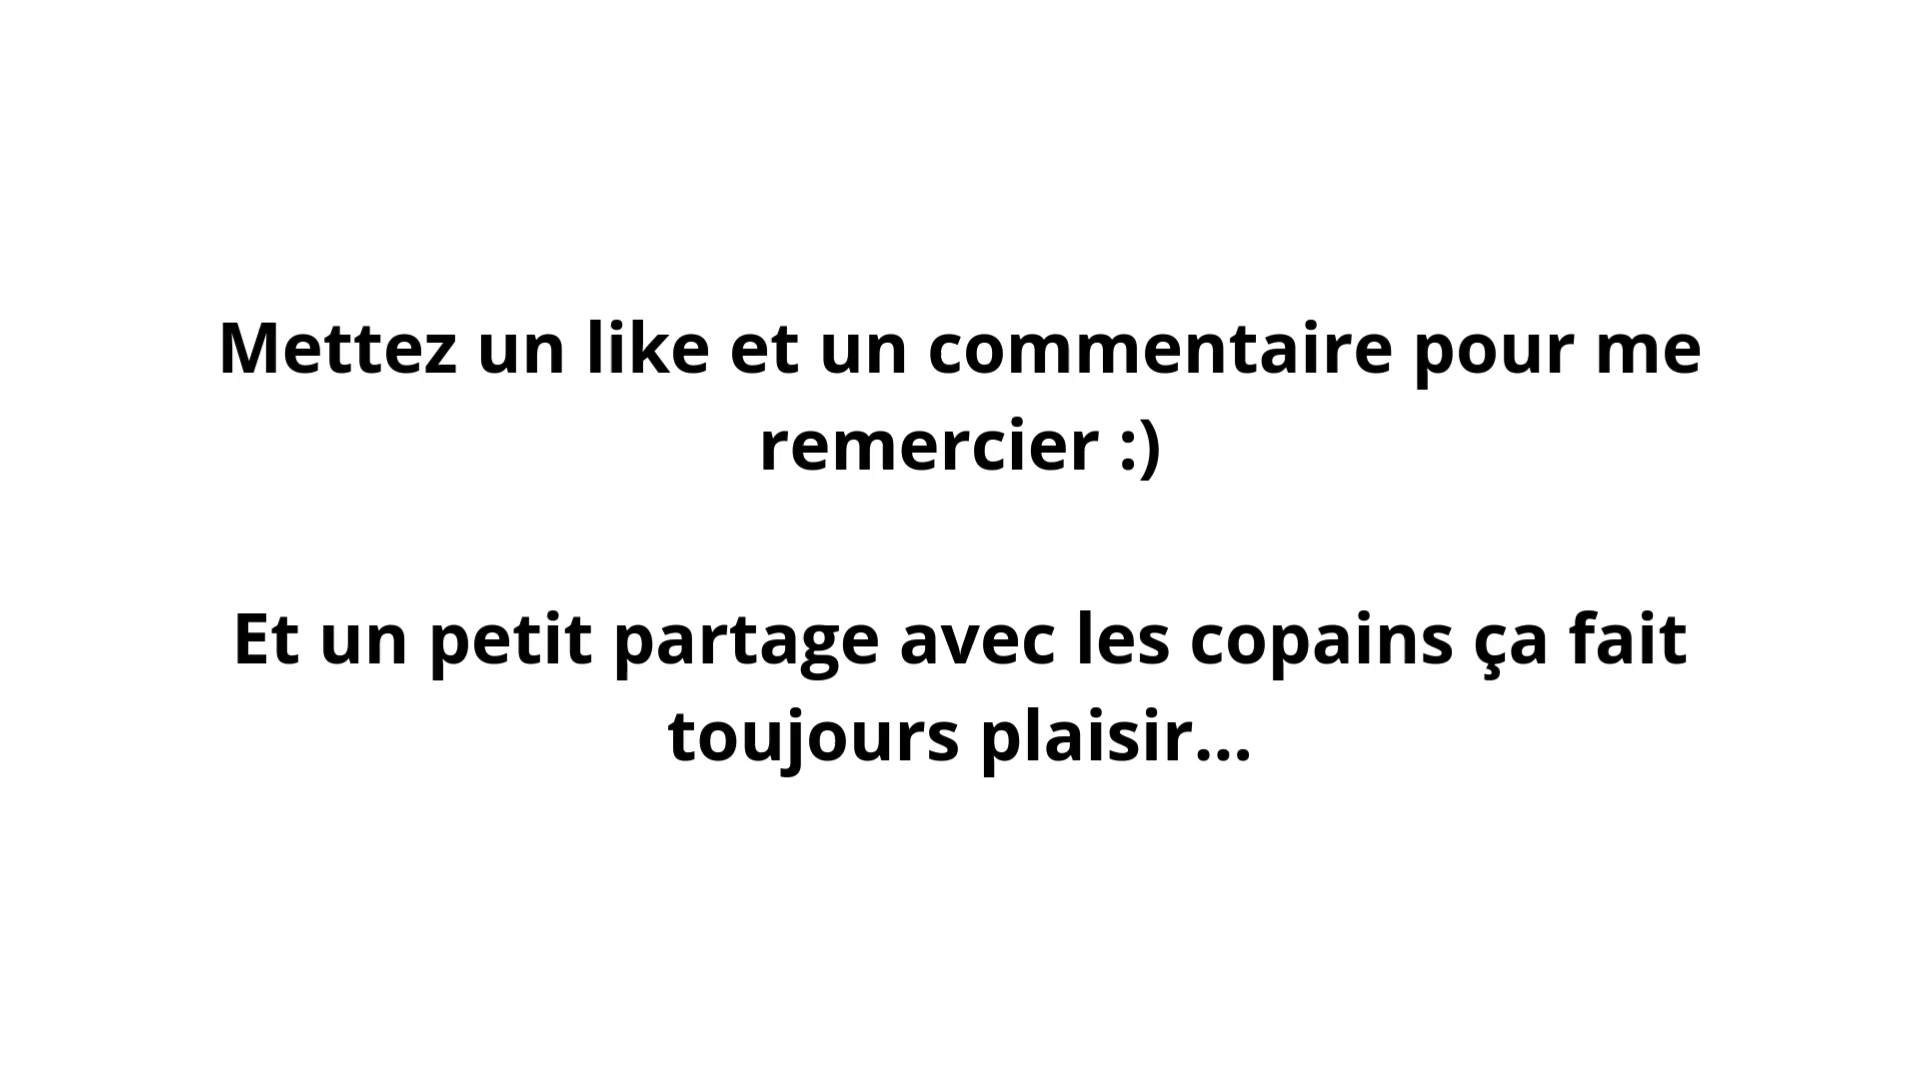 Mettez un like et un commentaire pour me
remercier :)
Et un petit partage avec les copains ça fait
toujours plaisir...